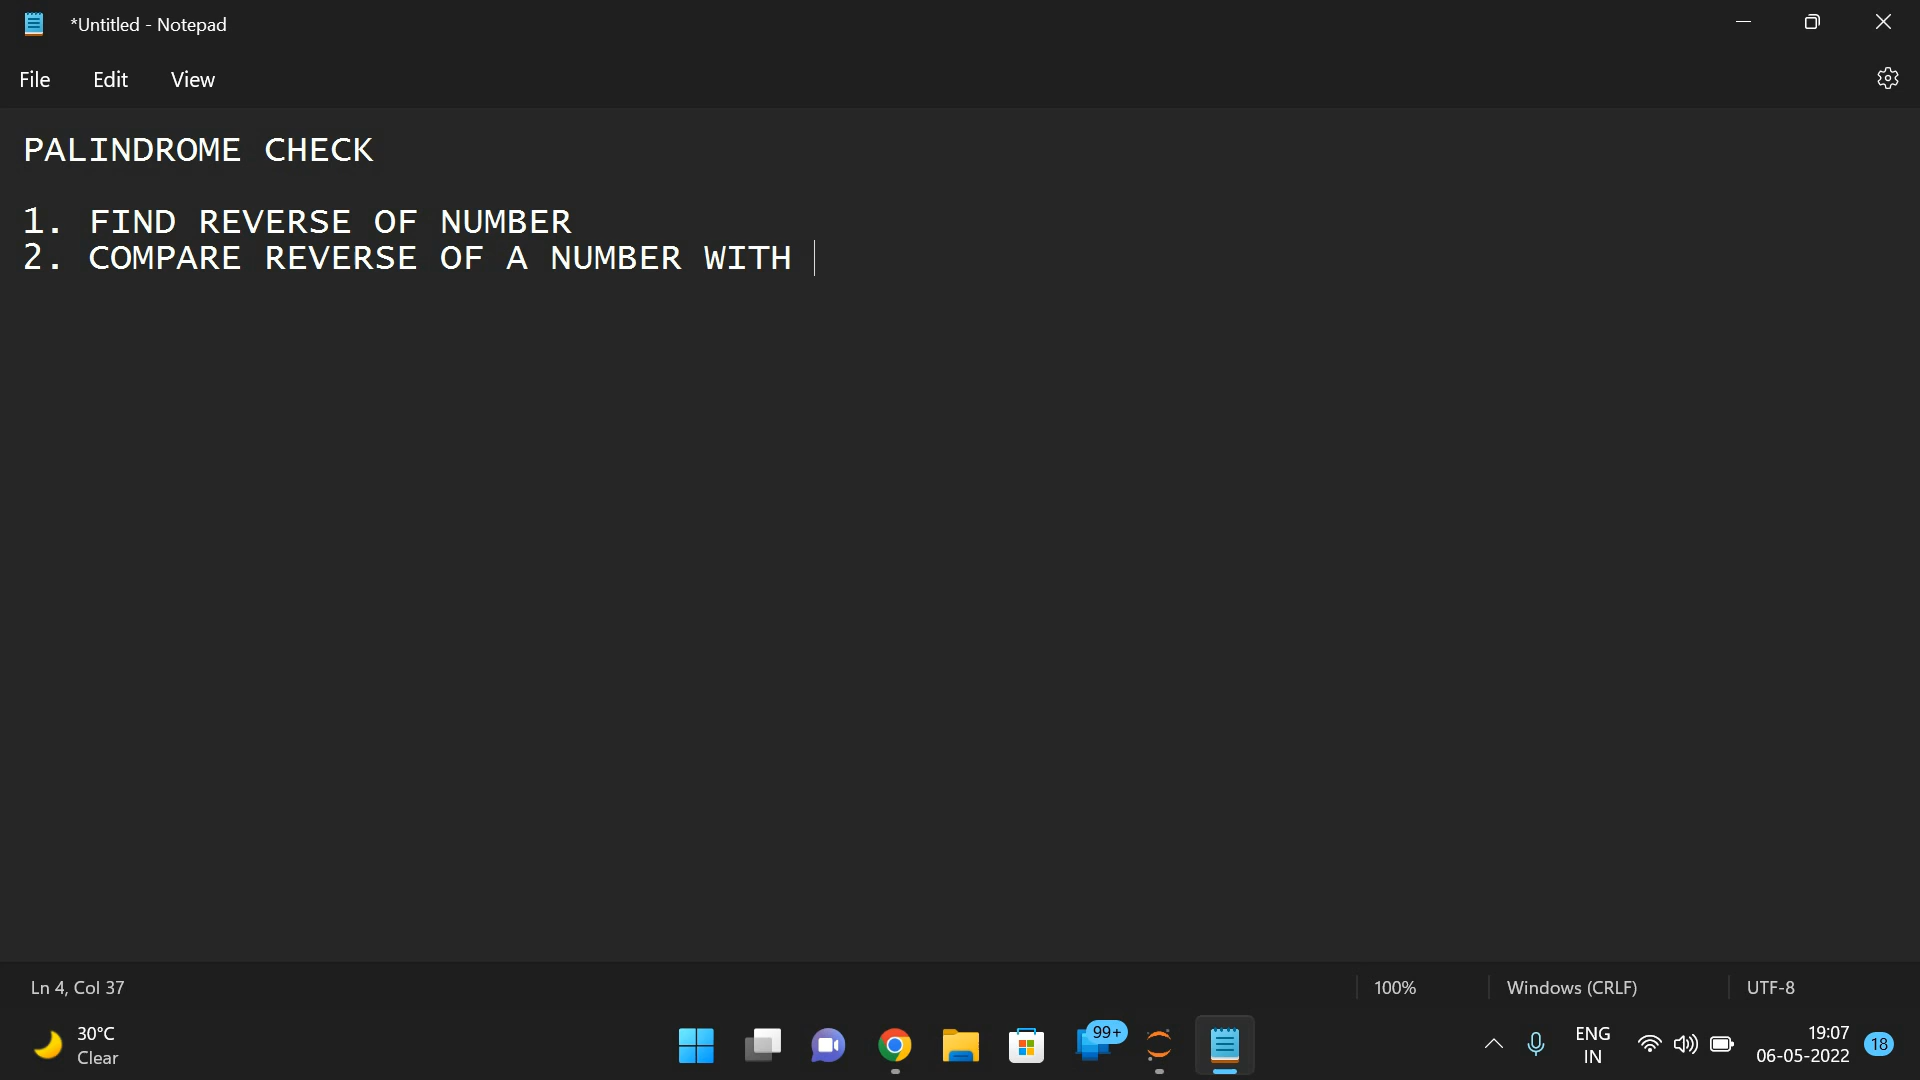 *Untitled - Notepad
File Edit View
PALINDROME CHECK
1. FIND REVERSE OF NUMBER
2. COMPARE REVERSE OF A NUMBER WITH
Ln 4, Col 37 100% Windows (CRLF) UTF-8
30°C
Clear
99+
ENG
IN
19:07
06-05-2022
18